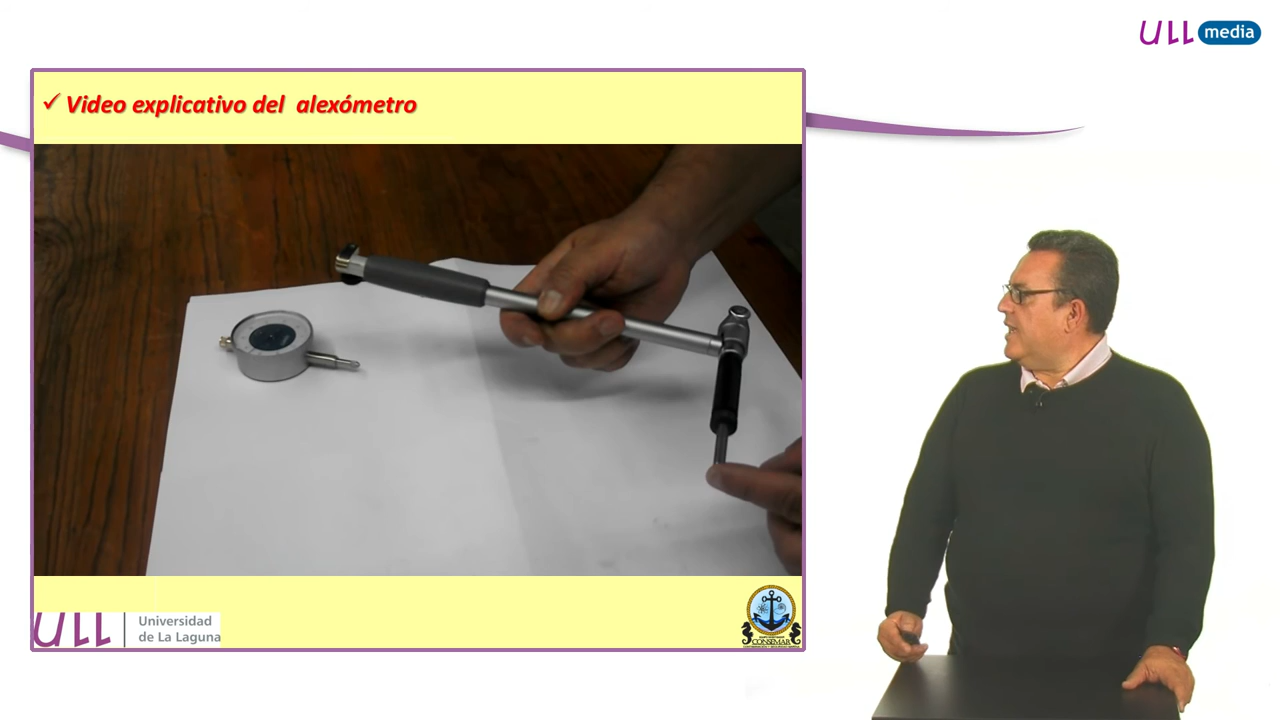 ULL media
✓ Video explicativo del alexómetro
ULL
Universidad
de La Laguna
CONSEMAR